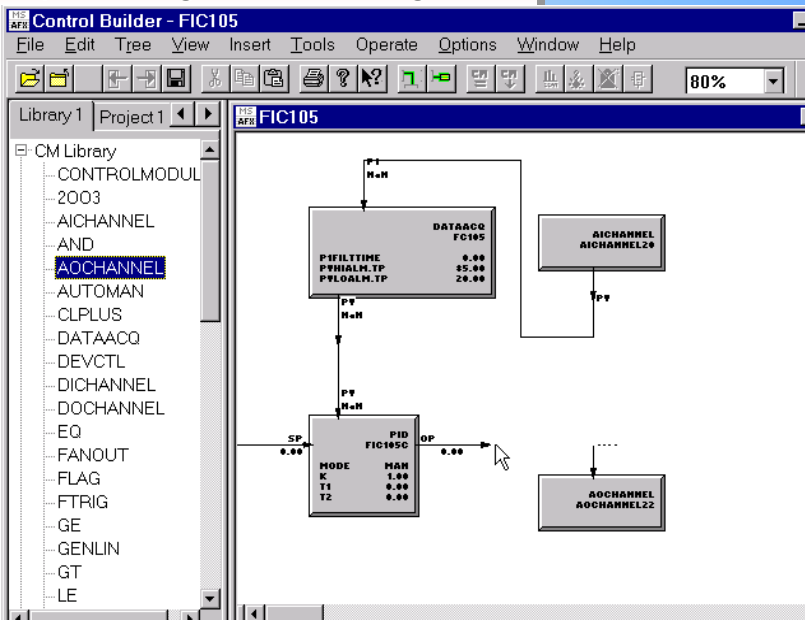 MS AFX Control Builder - FIC105
File Edit Tree View Insert Tools Operate Options Window Help
80%
Library 1 Project 1
MS AFX FIC105
CM Library
CONTROLMODUL
2OO3
AICHANNEL
AND
AOCHANNEL
AUTOMAN
CLPLUS
DATAACQ
DEVCTL
DICHANNEL
DOCHANNEL
EQ
FANOUT
FLAG
FTRIG
GE
GENLIN
GT
LE
P1
NaN
DATAACQ
FC105
P1FILTTIME 0.00
PVHIALM.TP 85.00
PVLOALM.TP 20.00
PV
NaN
AICHANNEL
AICHANNEL20
PV
PV
NaN
SP
0.00
PID
FIC105C
MODE MAN
K 1.00
T1 0.00
T2 0.00
OP
0.00
....
AOCHANNEL
AOCHANNEL22